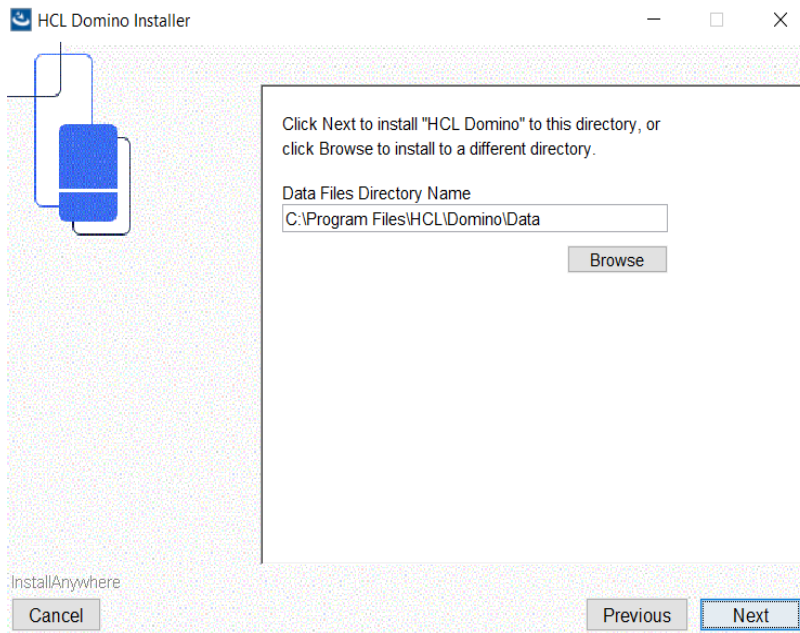 HCL Domino Installer
Click Next to install "HCL Domino" to this directory, or
click Browse to install to a different directory.
Data Files Directory Name
C:\Program Files\HCL\Domino\Data
Browse
InstallAnywhere
Cancel
Previous
Next